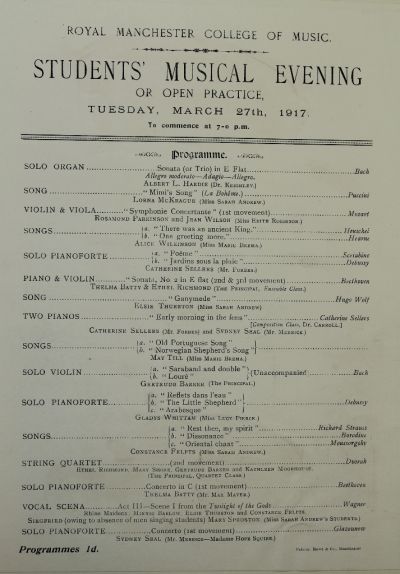 ROYAL MANCHESTER COLLEGE OF MUSIC.
STUDENTS' MUSICAL EVENING
OR OPEN PRACTICE,
TUESDAY, MARCH 27th, 1917.
To commence at 7-0 p.m.
Programme.
SOLO ORGAN Sonata (or Trio) in E Flat Bach
Allegro moderato—Adagio—Allegro.
ALBERT L. HARDIE (DR. KEIGHLEY.)
SONG "Mimi's Song" (La Bohême.) Puccini
LORNA MCKNAGUE (MISS SARAH ANDREW.)
VIOLIN & VIOLA "Symphonie Concertante" (1st movement) Mozart
ROSAMOND PARKINSON and JEAN WILSON (MISS EDITH ROBINSON.)
SONGS a. "There was an ancient King." Henschel
b. "One greeting more." Hearne
ALICE WILKINSON (MISS MARIE BREMA.)
SOLO PIANOFORTE a. "Poême" Scriabine
b. "Jardins sous la pluie" Debussy
CATHERINE SELLERS (MR. FORBES.)
PIANO & VIOLIN "Sonata, No 2 in E flat (2nd & 3rd movement) Beethoven
THELMA BATTY & ETHEL RICHMOND (THE PRINCIPAL, Ensemble Class.)
SONG "Ganymede" Hugo Wolf
ELSIE THURSTON (MISS SARAH ANDREW)
TWO PIANOS "Early morning in the fens" Catherine Sellers
[Composition Class, DR. CARROLL.]
CATHERINE SELLERS (MR. FORBES) and SYDNEY SEAL (MR. MERRICK.)
SONGS a. "Old Portuguese Song"
b. "Norwegian Shepherd's Song"
MAY TILL (MISS MARIE BREMA.)
SOLO VIOLIN a. "Saraband and double" (Unaccompanied) Bach
b. "Louré"
GERTRUDE BARKER (THE PRINCIPAL.)
SOLO PIANOFORTE a. "Reflets dans l'eau"
b. "The Little Shepherd" Debussy
c. "Arabesque"
GLADYS WHITTAM (MISS LUCY PIERCE.)
SONGS a. "Rest thee, my spirit" Richard Strauss
b. "Dissonance" Borodine
c. "Oriental chant" Moussorgsky
CONSTANCE FELPTS (MISS SARAH ANDREW.)
STRING QUARTET (2nd movement) Dvorak
ETHEL RICHMOND, MARY SHORE, GERTRUDE BARKER and KATHLEEN MOORHOUSE.
(THE PRINCIPAL, QUARTET CLASS.)
SOLO PIANOFORTE Concerto in C (1st movement) Beethoven
THELMA BATTY (MR. MAX MAYER.)
VOCAL SCENA Act III—Scene I from the Twilight of the Gods Wagner
Rhine Maidens, MINNIE BARLOW, ELSIE THURSTON and CONSTANCE FELPTS.
SIEGFRIED (owing to absence of men singing students) MARY SPROSTON (MISS SARAH ANDREW'S STUDENTS.)
SOLO PIANOFORTE Concerto (1st movement) Glazounow
SYDNEY SEAL (MR. MERRICK—MADAME HOPE SQUIRE.)
Programmes 1d.